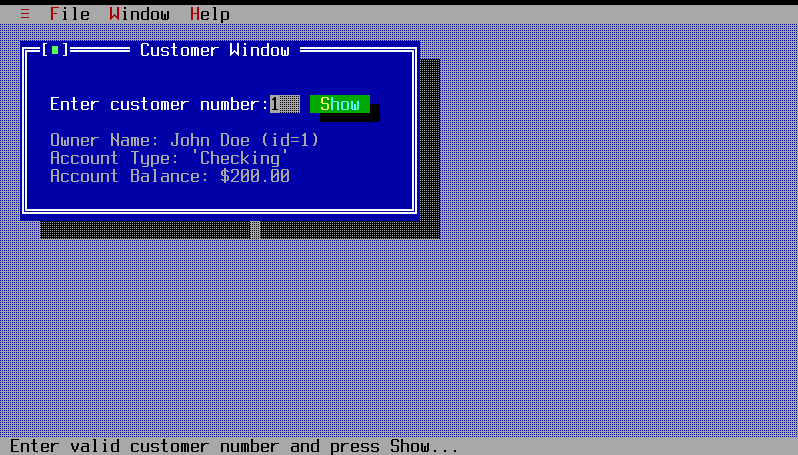 ≡ File Window Help
[■] Customer Window
Enter customer number:1 Show
Owner Name: John Doe (id=1)
Account Type: 'Checking'
Account Balance: $200.00
Enter valid customer number and press Show...